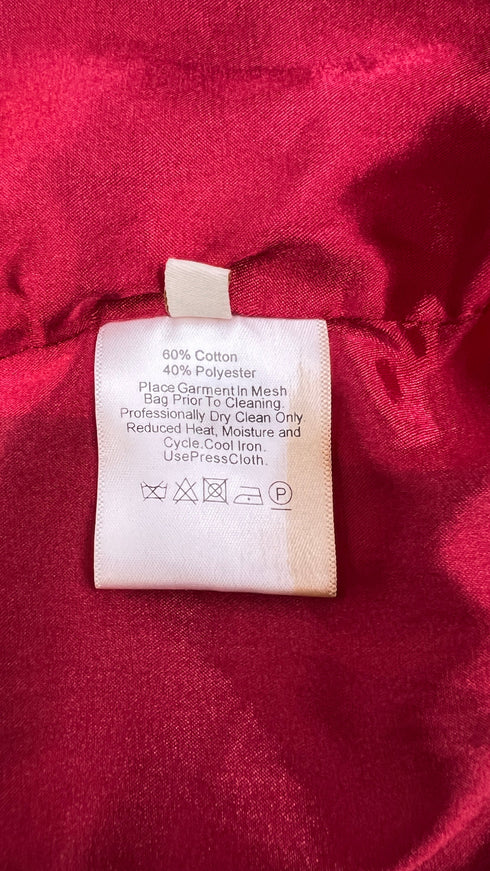 60% Cotton
40% Polyester
Place Garment In Mesh
Bag Prior To Cleaning.
Professionally Dry Clean Only.
Reduced Heat, Moisture and
Cycle.Cool Iron.
UsePressCloth.
P